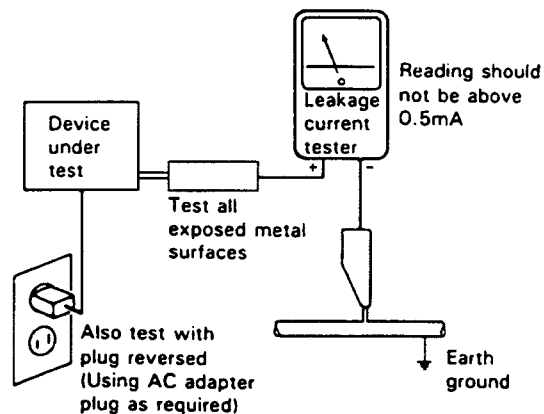 Device
under
test
Leakage
current
tester
+ -
Reading should
not be above
0.5mA
Test all
exposed metal
surfaces
Also test with
plug reversed
(Using AC adapter
plug as required)
Earth
ground